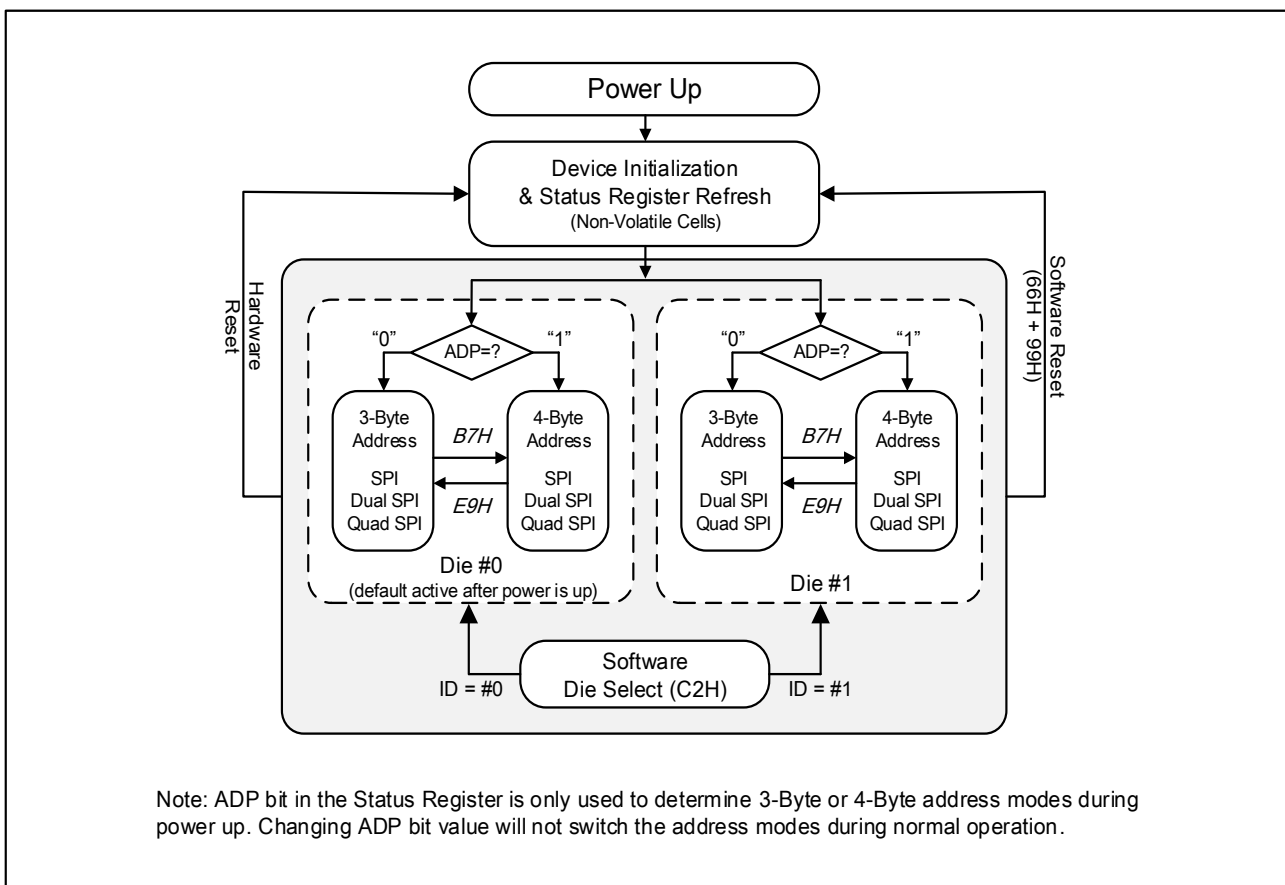 Power Up
Device Initialization
& Status Register Refresh
(Non-Volatile Cells)
Hardware
Reset
Software Reset
(66H + 99H)
“0”
ADP=?
“1”
3-Byte
Address
SPI
Dual SPI
Quad SPI
B7H
E9H
4-Byte
Address
SPI
Dual SPI
Quad SPI
Die #0
(default active after power is up)
“0”
ADP=?
“1”
3-Byte
Address
SPI
Dual SPI
Quad SPI
B7H
E9H
4-Byte
Address
SPI
Dual SPI
Quad SPI
Die #1
Software
Die Select (C2H)
ID = #0
ID = #1
Note: ADP bit in the Status Register is only used to determine 3-Byte or 4-Byte address modes during
power up. Changing ADP bit value will not switch the address modes during normal operation.